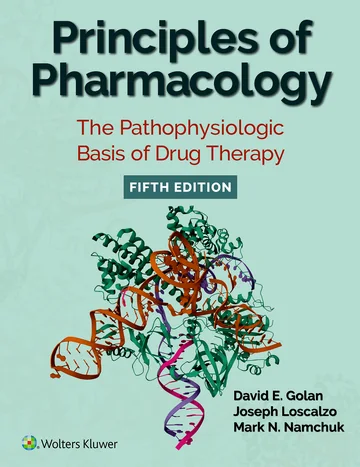 Principles of
Pharmacology
The Pathophysiologic
Basis of Drug Therapy
FIFTH EDITION
David E. Golan
Joseph Loscalzo
Mark N. Namchuk
Wolters Kluwer